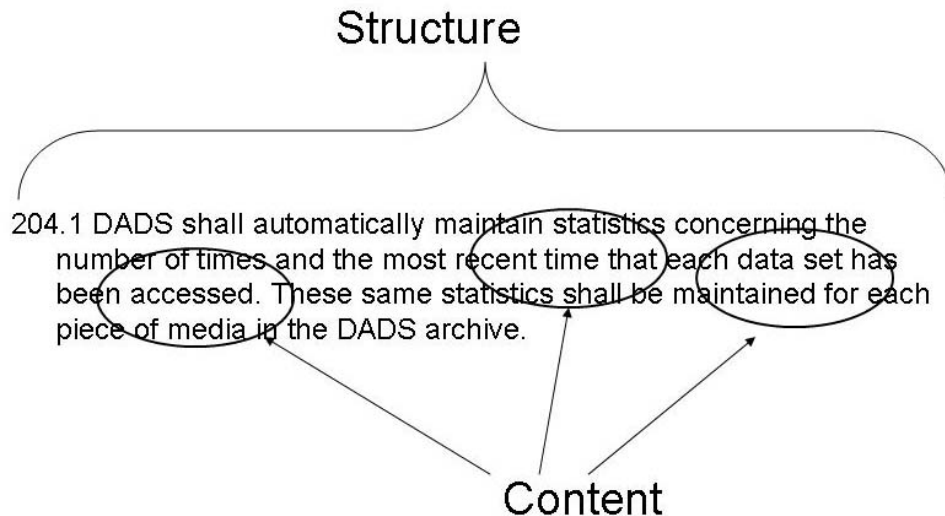 Structure
204.1 DADS shall automatically maintain statistics concerning the
number of times and the most recent time that each data set has
been accessed. These same statistics shall be maintained for each
piece of media in the DADS archive.
Content